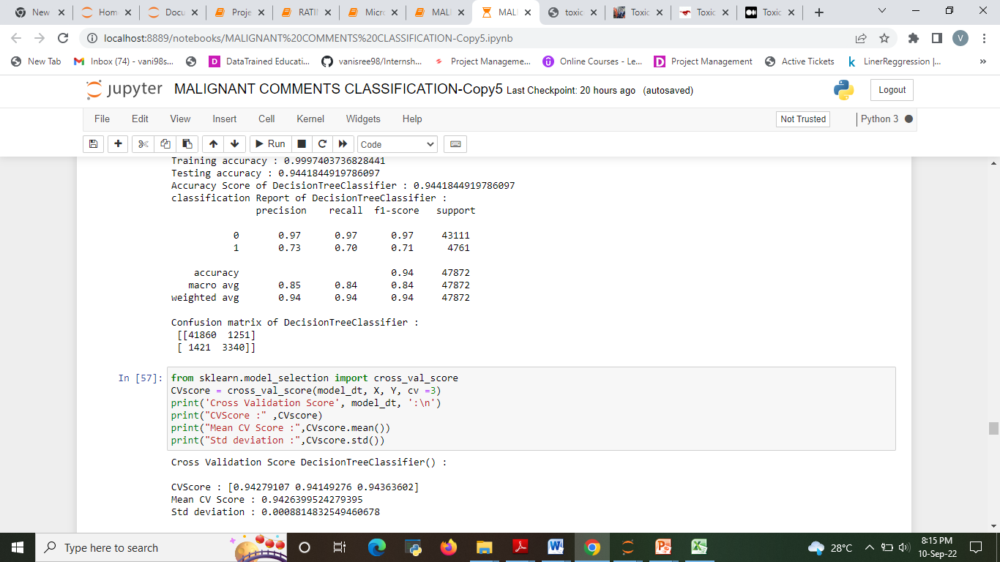 New
Hom
Docu
Proje
RATI
Micro
MALI
MALI
toxic
Toxic
Toxic
Toxic
localhost:8889/notebooks/MALIGNANT%20COMMENTS%20CLASSIFICATION-Copy5.ipynb
V
New Tab
Inbox (74) - vani98s...
DataTrained Educati...
vanisree98/Internsh...
Project Manageme...
Online Courses - Le...
Project Management
Active Tickets
LinerReggression |...
»
jupyter MALIGNANT COMMENTS CLASSIFICATION-Copy5 Last Checkpoint: 20 hours ago (autosaved)
Logout
File Edit View Insert Cell Kernel Widgets Help
Not Trusted
Python 3
Run
Code
Training accuracy : 0.9997403736828441
Testing accuracy : 0.9441844919786097
Accuracy Score of DecisionTreeClassifier : 0.9441844919786097
classification Report of DecisionTreeClassifier :
precision recall f1-score support
0 0.97 0.97 0.97 43111
1 0.73 0.70 0.71 4761
accuracy 0.94 47872
macro avg 0.85 0.84 0.84 47872
weighted avg 0.94 0.94 0.94 47872
Confusion matrix of DecisionTreeClassifier :
[[41860 1251]
[ 1421 3340]]
In [57]:
from sklearn.model_selection import cross_val_score
CVscore = cross_val_score(model_dt, X, Y, cv =3)
print('Cross Validation Score', model_dt, ':\n')
print("CVScore :" ,CVscore)
print("Mean CV Score :",CVscore.mean())
print("Std deviation :",CVscore.std())
Cross Validation Score DecisionTreeClassifier() :
CVScore : [0.94279107 0.94149276 0.94363602]
Mean CV Score : 0.9426399524279395
Std deviation : 0.0008814832549460678
Type here to search
28°C
8:15 PM
10-Sep-22